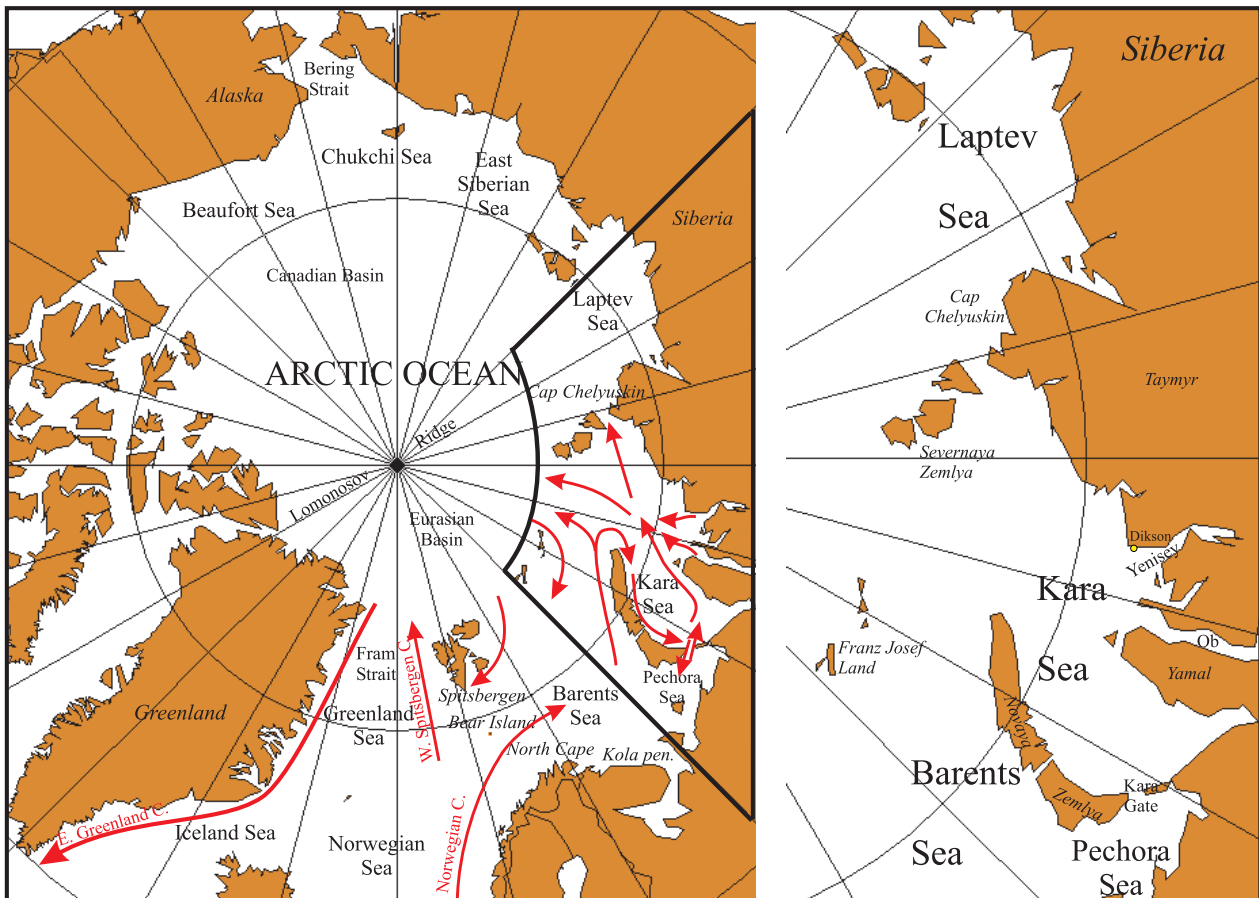 Bering
Strait
Alaska
Chukchi Sea
East
Siberian
Sea
Beaufort Sea
Siberia
Canadian Basin
Laptev
Sea
ARCTIC OCEAN
Cap Chelyuskin
Ridge
Lomonosov
Eurasian
Basin
Kara
Sea
Fram
Strait
W. Spitsbergen C.
Spitsbergen
Pechora
Sea
Barents
Sea
Greenland
Greenland
Sea
Bear Island
North Cape
Kola pen.
E. Greenland C.
Iceland Sea
Norwegian
Sea
Norwegian C.
Siberia
Laptev
Sea
Cap
Chelyuskin
Taymyr
Severnaya
Zemlya
Dikson
Yenisey
Kara
Sea
Ob
Yamal
Franz Josef
Land
Novaya
Zemlya
Barents
Sea
Kara
Gate
Pechora
Sea